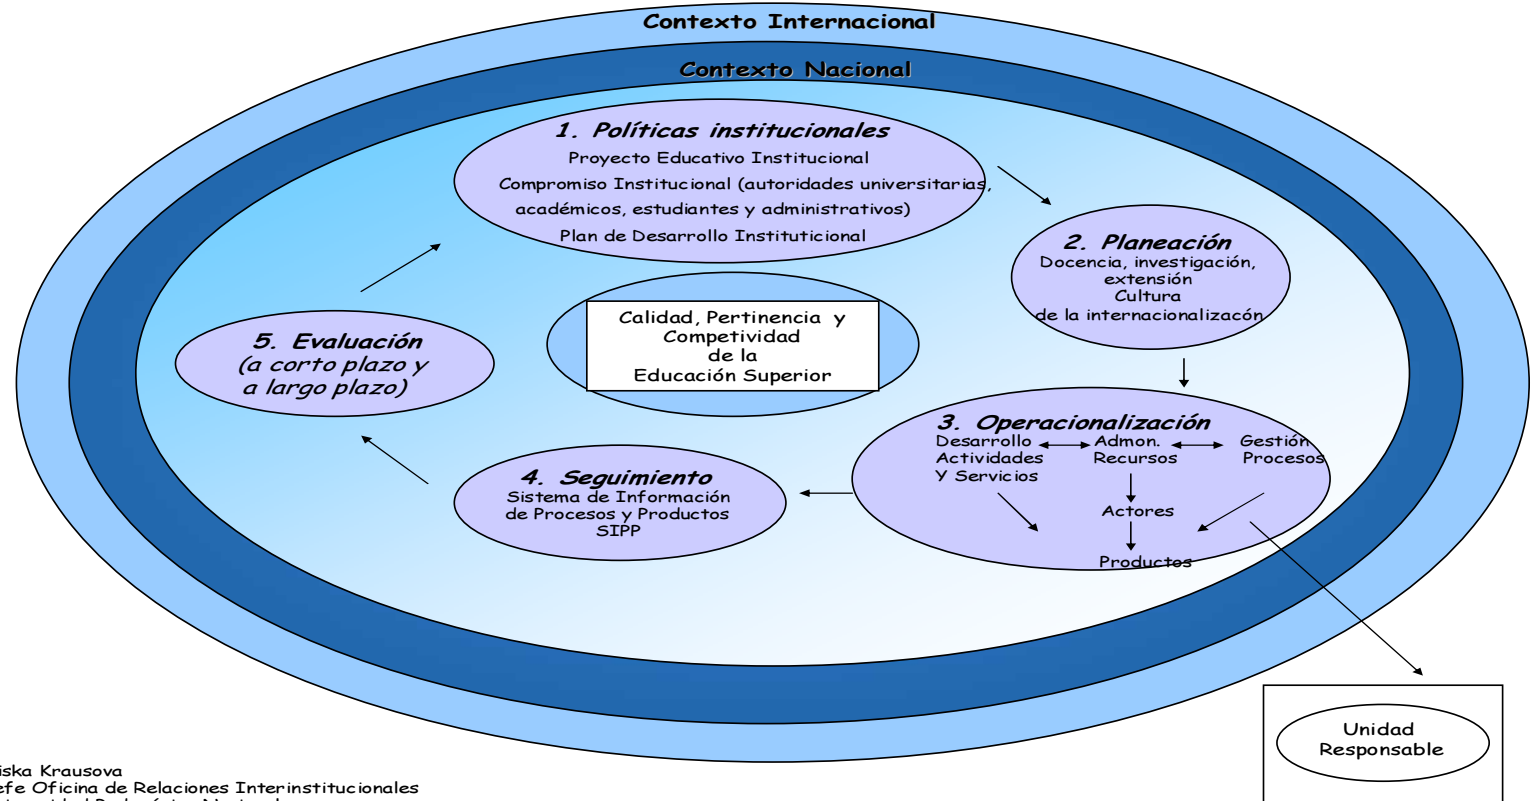 Contexto Internacional
Contexto Nacional
1. Políticas institucionales
Proyecto Educativo Institucional
Compromiso Institucional (autoridades universitarias,
académicos, estudiantes y administrativos)
Plan de Desarrollo Instituticional
2. Planeación
Docencia, investigación,
extensión
Cultura
de la internacionalizacón
Calidad, Pertinencia y
Competividad
de la
Educación Superior
5. Evaluación
(a corto plazo y
a largo plazo)
3. Operacionalización
Desarrollo Admon. Gestión
Actividades Recursos Procesos
Y Servicios
Actores
Productos
4. Seguimiento
Sistema de Información
de Procesos y Productos
SIPP
Unidad
Responsable
Krausova
Oficina de Relaciones Interinstitucionales